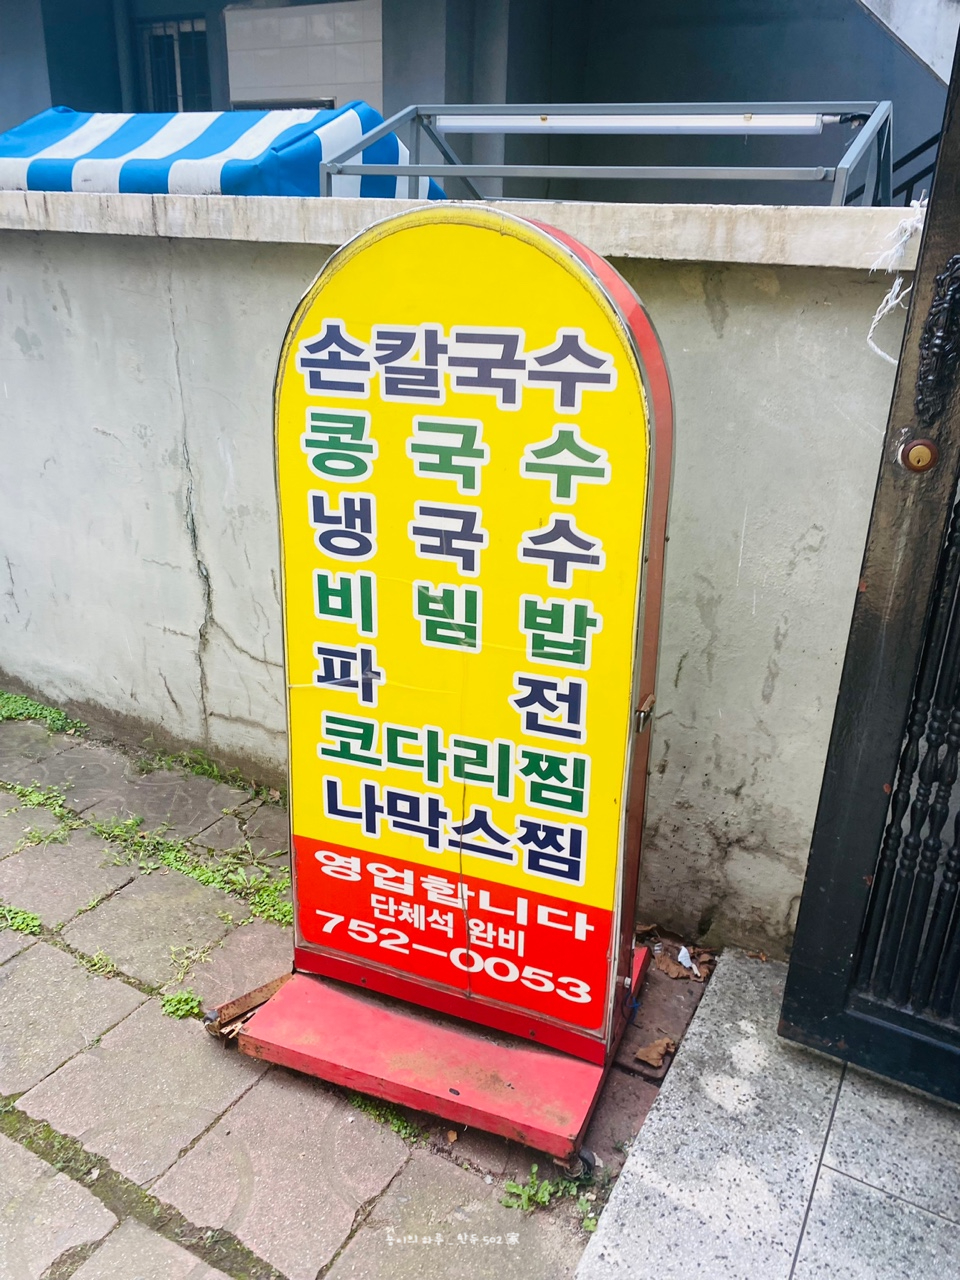 손칼국수
콩 국 수
냉 국 수
비 빔 밥
파 전
코다리찜
나막스찜
영업합니다
단체석 완비
752-0053